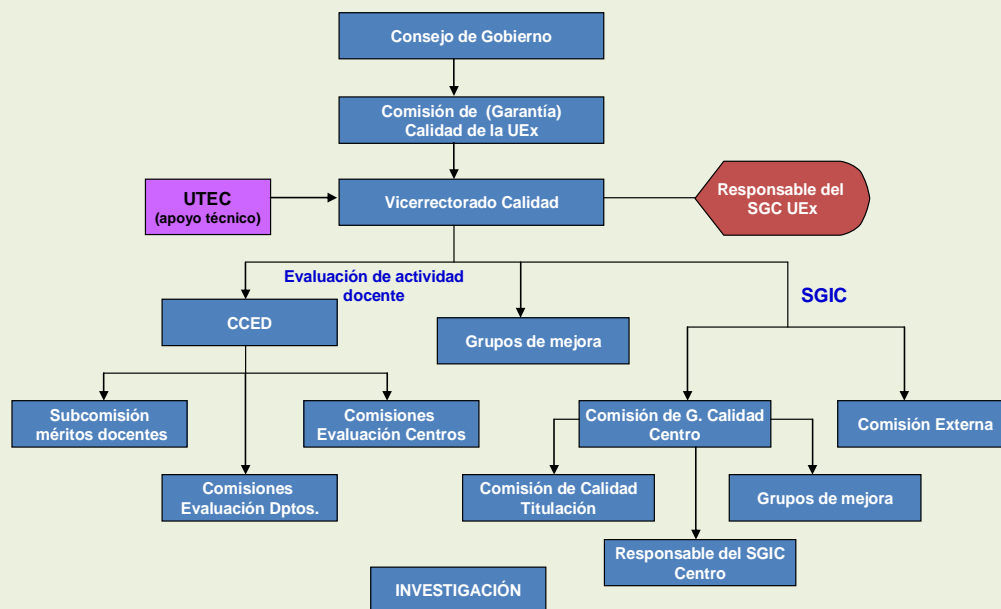 Consejo de Gobierno
Comisión de  (Garantía)
Calidad de la UEx
UTEC
(apoyo técnico)
Vicerrectorado Calidad
Responsable del
SGC UEx
Evaluación de actividad
docente
SGIC
CCED
Grupos de mejora
Subcomisión
méritos docentes
Comisiones
Evaluación Centros
Comisión de G. Calidad
Centro
Comisión Externa
Comisiones
Evaluación Dptos.
Comisión de Calidad
Titulación
Grupos de mejora
Responsable del SGIC
Centro
INVESTIGACIÓN